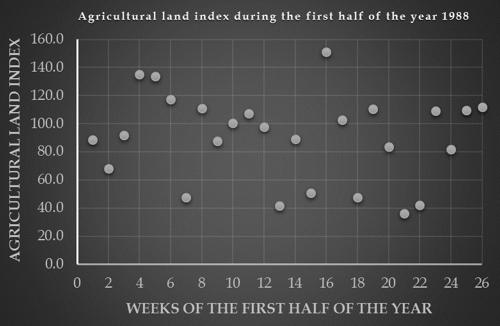 Agricultural land index during the first half of the year 1988
AGRICULTURAL LAND INDEX
160.0
140.0
120.0
100.0
80.0
60.0
40.0
20.0
0.0
0 2 4 6 8 10 12 14 16 18 20 22 24 26
WEEKS OF THE FIRST HALF OF THE YEAR